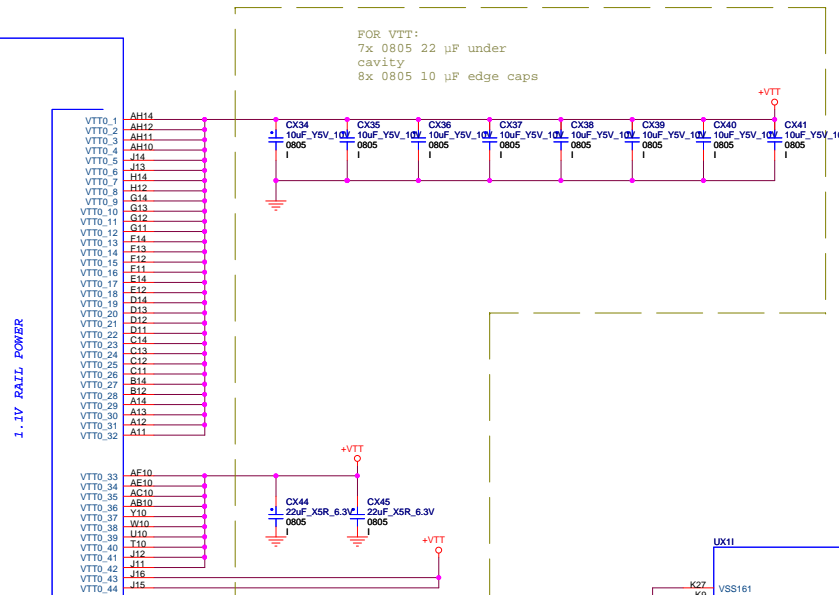 FOR VTT:
7x 0805 22 µF under
cavity
8x 0805 10 µF edge caps
+VTT
CX34 CX35 CX36 CX37 CX38 CX39 CX40 CX41
10uF_Y5V_10V 10uF_Y5V_10V 10uF_Y5V_10V 10uF_Y5V_10V 10uF_Y5V_10V 10uF_Y5V_10V 10uF_Y5V_10V 10uF_Y5V_1
0805 0805 0805 0805 0805 0805 0805 0805
I I I I I I I I
VTT0_1 AH14
VTT0_2 AH12
VTT0_3 AH11
VTT0_4 AH10
VTT0_5 J14
VTT0_6 J13
VTT0_7 H14
VTT0_8 H12
VTT0_9 G14
VTT0_10 G13
VTT0_11 G12
VTT0_12 G11
VTT0_13 F14
VTT0_14 F13
VTT0_15 F12
VTT0_16 F11
VTT0_17 E14
VTT0_18 E12
VTT0_19 D14
VTT0_20 D13
VTT0_21 D12
VTT0_22 D11
VTT0_23 C14
VTT0_24 C13
VTT0_25 C12
VTT0_26 C11
VTT0_27 B14
VTT0_28 B12
VTT0_29 A14
VTT0_30 A13
VTT0_31 A12
VTT0_32 A11
1.1V RAIL POWER
+VTT
VTT0_33 AF10
VTT0_34 AE10
VTT0_35 AC10
VTT0_36 AB10
VTT0_37 Y10
VTT0_38 W10
VTT0_39 U10
VTT0_40 T10
VTT0_41 J12
VTT0_42 J11
VTT0_43 J16
VTT0_44 J15
CX44 CX45
22uF_X5R_6.3V 22uF_X5R_6.3V
0805 0805
I I
+VTT
UX1I
K27 VSS161
K9